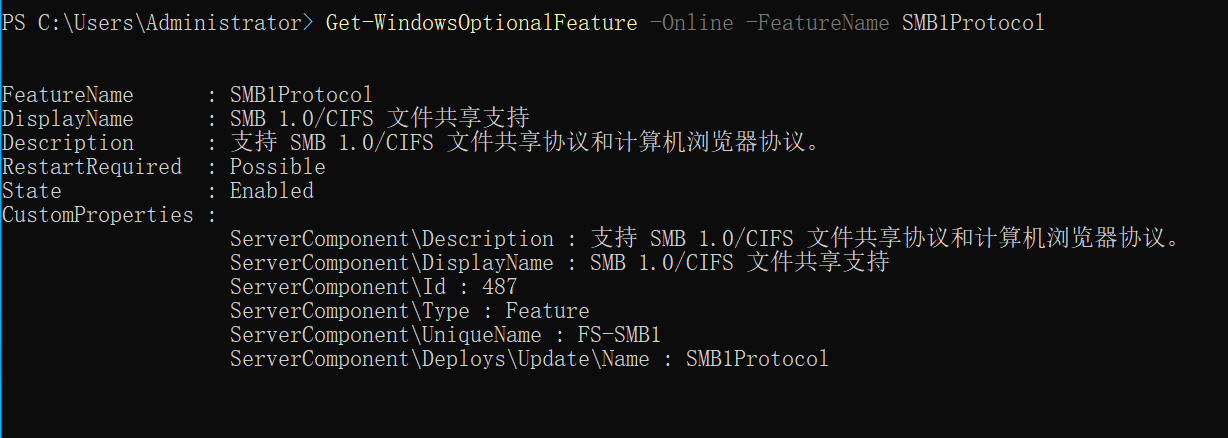 PS C:\Users\Administrator> Get-WindowsOptionalFeature -Online -FeatureName SMB1Protocol
FeatureName      : SMB1Protocol
DisplayName      : SMB 1.0/CIFS 文件共享支持
Description      : 支持 SMB 1.0/CIFS 文件共享协议和计算机浏览器协议。
RestartRequired  : Possible
State            : Enabled
CustomProperties :
                   ServerComponent\Description : 支持 SMB 1.0/CIFS 文件共享协议和计算机浏览器协议。
                   ServerComponent\DisplayName : SMB 1.0/CIFS 文件共享支持
                   ServerComponent\Id : 487
                   ServerComponent\Type : Feature
                   ServerComponent\UniqueName : FS-SMB1
                   ServerComponent\Deploys\Update\Name : SMB1Protocol